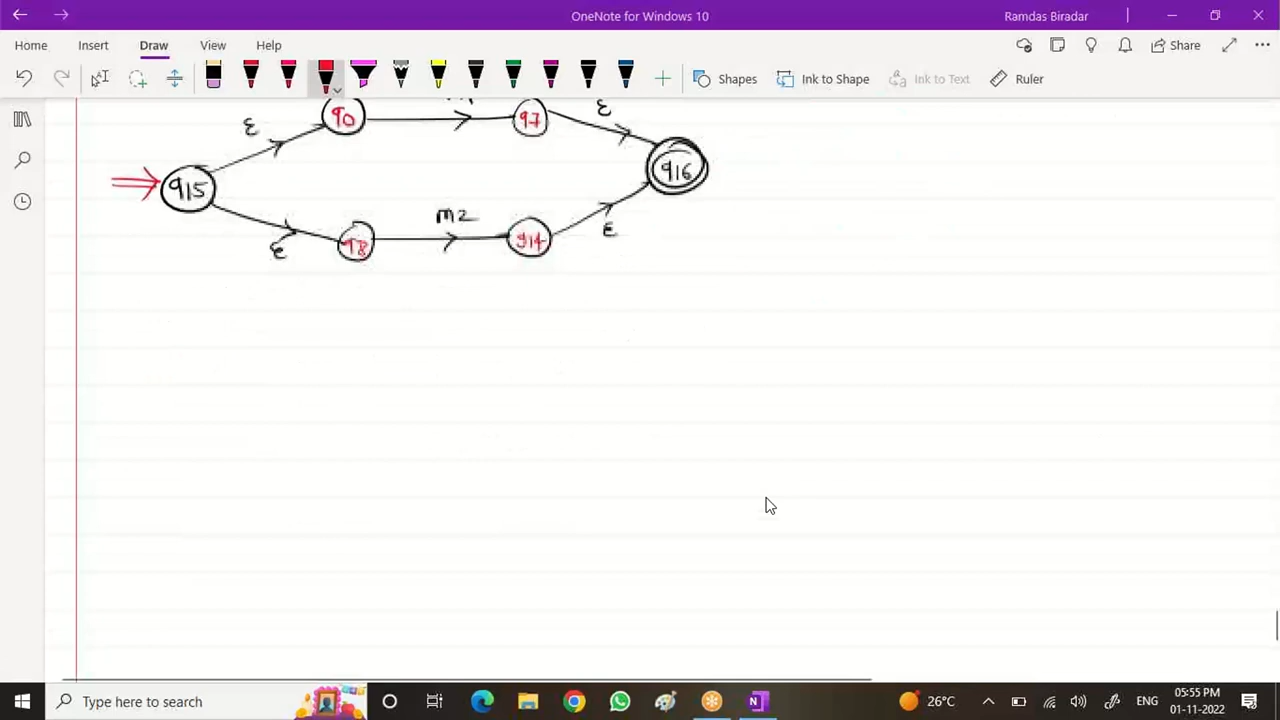 OneNote for Windows 10
Ramdas Biradar
Home Insert Draw View Help
Share
Shapes
Ink to Shape
Ink to Text
Ruler
ε q0 q7 ε
q15 q16
m2
ε q8 q14 ε
Type here to search
26°C
ENG
05:55 PM
01-11-2022